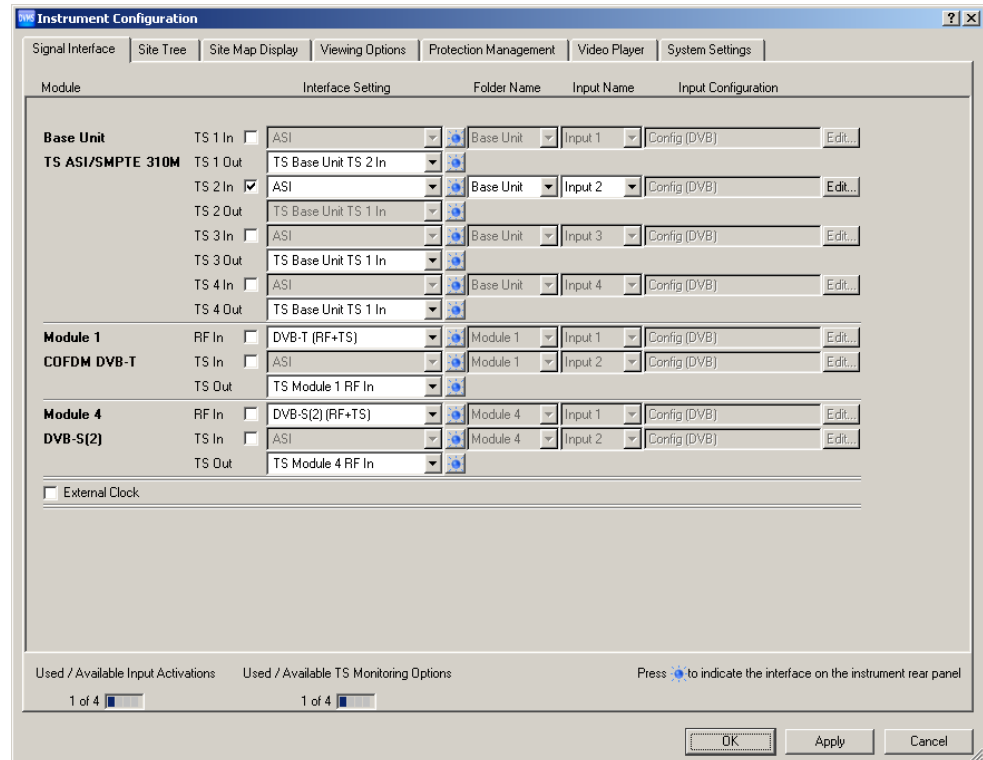 DVMS Instrument Configuration ? X
Signal Interface Site Tree Site Map Display Viewing Options Protection Management Video Player System Settings
Module Interface Setting Folder Name Input Name Input Configuration
Base Unit TS 1 In ASI Base Unit Input 1 Config (DVB) Edit...
TS ASI/SMPTE 310M TS 1 Out TS Base Unit TS 2 In
TS 2 In ASI Base Unit Input 2 Config (DVB) Edit...
TS 2 Out TS Base Unit TS 1 In
TS 3 In ASI Base Unit Input 3 Config (DVB) Edit...
TS 3 Out TS Base Unit TS 1 In
TS 4 In ASI Base Unit Input 4 Config (DVB) Edit...
TS 4 Out TS Base Unit TS 1 In
Module 1 RF In DVB-T (RF+TS) Module 1 Input 1 Config (DVB) Edit...
COFDM DVB-T TS In ASI Module 1 Input 2 Config (DVB) Edit...
TS Out TS Module 1 RF In
Module 4 RF In DVB-S(2) (RF+TS) Module 4 Input 1 Config (DVB) Edit...
DVB-S(2) TS In ASI Module 4 Input 2 Config (DVB) Edit...
TS Out TS Module 4 RF In
External Clock
Used / Available Input Activations Used / Available TS Monitoring Options Press to indicate the interface on the instrument rear panel
1 of 4 1 of 4
OK Apply Cancel